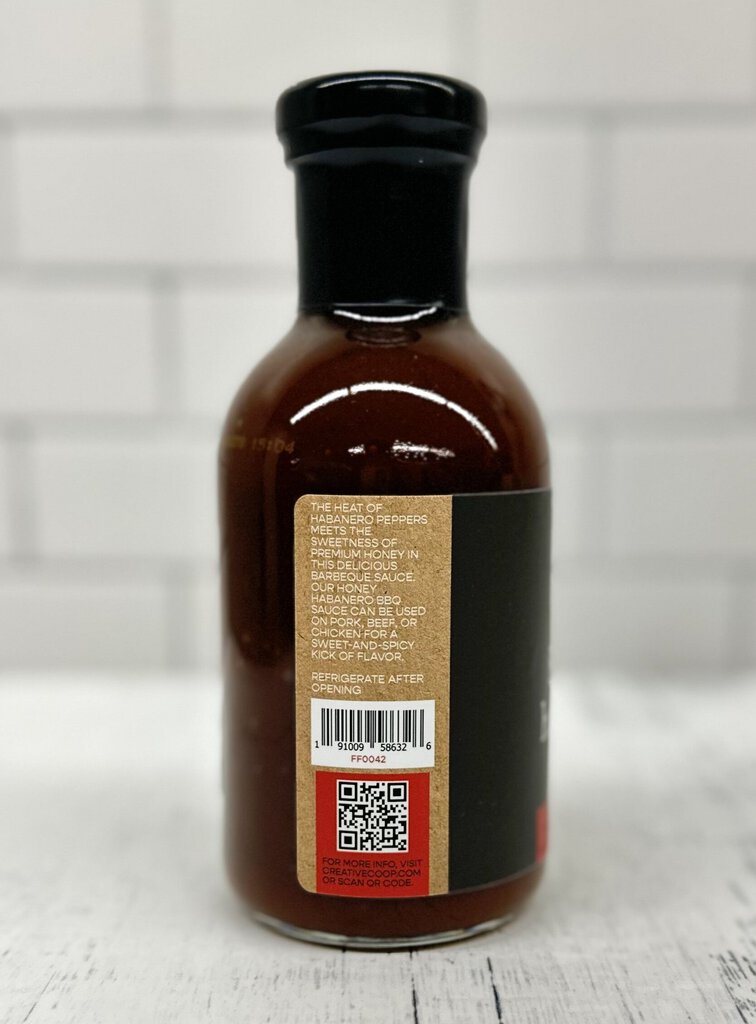 15:04
THE HEAT OF
HABANERO PEPPERS
MEETS THE
SWEETNESS OF
PREMIUM HONEY IN
THIS DELICIOUS
BARBEQUE SAUCE.
OUR HONEY
HABANERO BBQ
SAUCE CAN BE USED
ON PORK, BEEF, OR
CHICKEN FOR A
SWEET-AND-SPICY
KICK OF FLAVOR.
REFRIGERATE AFTER
OPENING
1 91009 58632 6
FF0042
FOR MORE INFO, VISIT
CREATIVECOOP.COM
OR SCAN QR CODE.